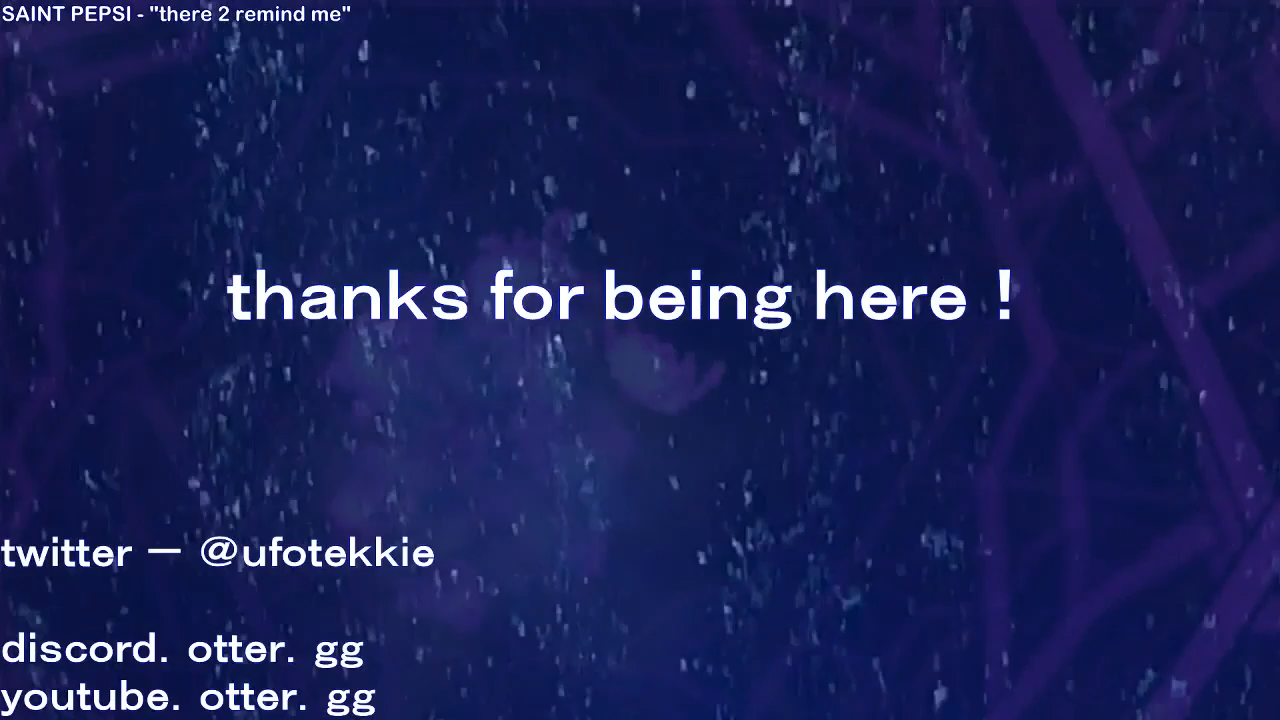 SAINT PEPSI - "there 2 remind me"
thanks for being here !
twitter — @ufotekkie
discord. otter. gg
youtube. otter. gg